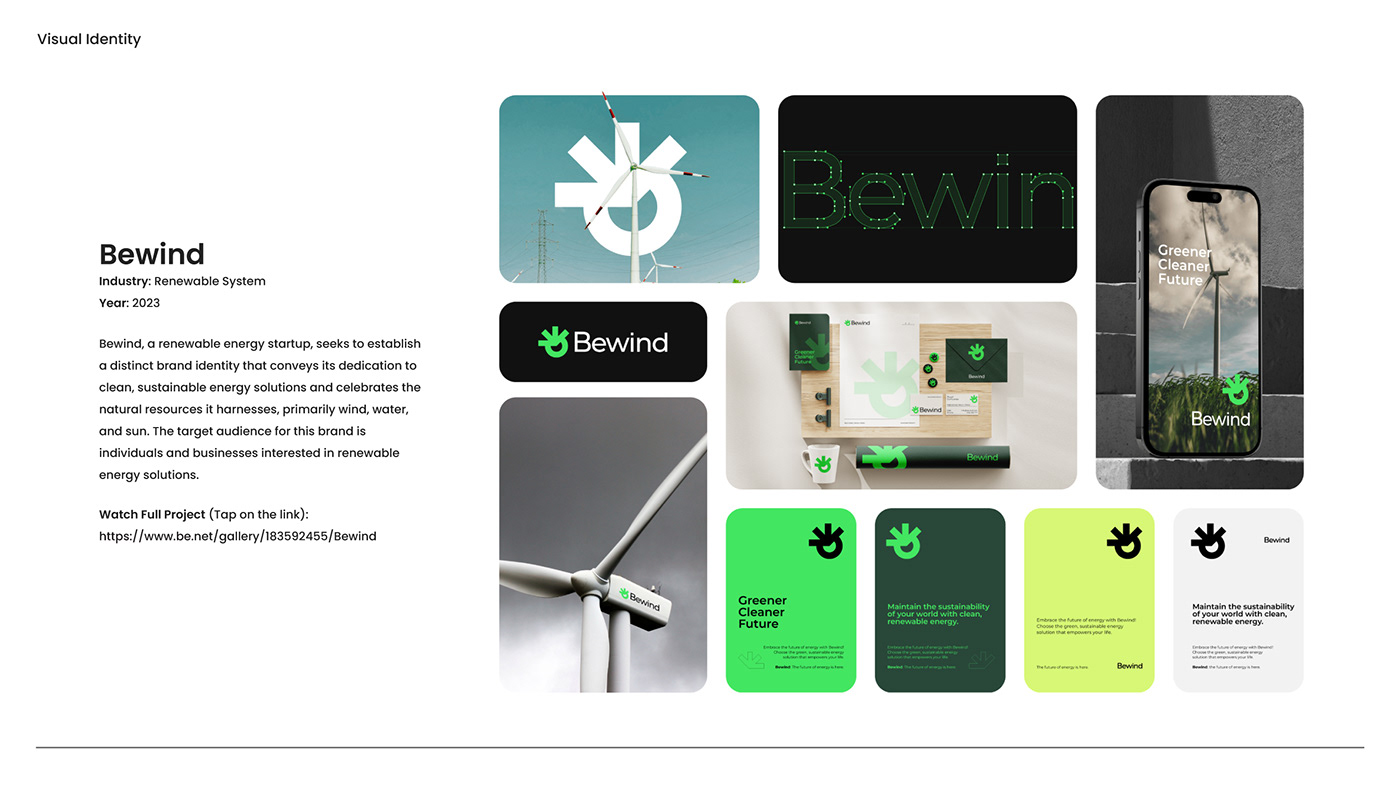 Visual Identity
Bewind
Industry: Renewable System
Year: 2023
Bewind, a renewable energy startup, seeks to establish
a distinct brand identity that conveys its dedication to
clean, sustainable energy solutions and celebrates the
natural resources it harnesses, primarily wind, water,
and sun. The target audience for this brand is
individuals and businesses interested in renewable
energy solutions.
Watch Full Project (Tap on the link):
https://www.be.net/gallery/183592455/Bewind
Bewin
Greener
Cleaner
Future
Bewind
Bewind
Bewind
Greener
Cleaner
Future
Bewind
Bewind
Bewind
Bewind
Bewind
Greener
Cleaner
Future
Embrace the future of energy with Bewind!
Choose the green, sustainable energy
solution that empowers your life.
Bewind: The future of energy is here.
Maintain the sustainability
of your world with clean,
renewable energy.
Embrace the future of energy with Bewind!
Choose the green, sustainable energy
solution that empowers your life.
Bewind: The future of energy is here.
Embrace the future of energy with Bewind!
Choose the green, sustainable energy
solution that empowers your life.
The future of energy is here.
Bewind
Bewind
Maintain the sustainability
of your world with clean,
renewable energy.
Embrace the future of energy with Bewind!
Choose the green, sustainable energy
solution that empowers your life.
Bewind: the future of energy is here.